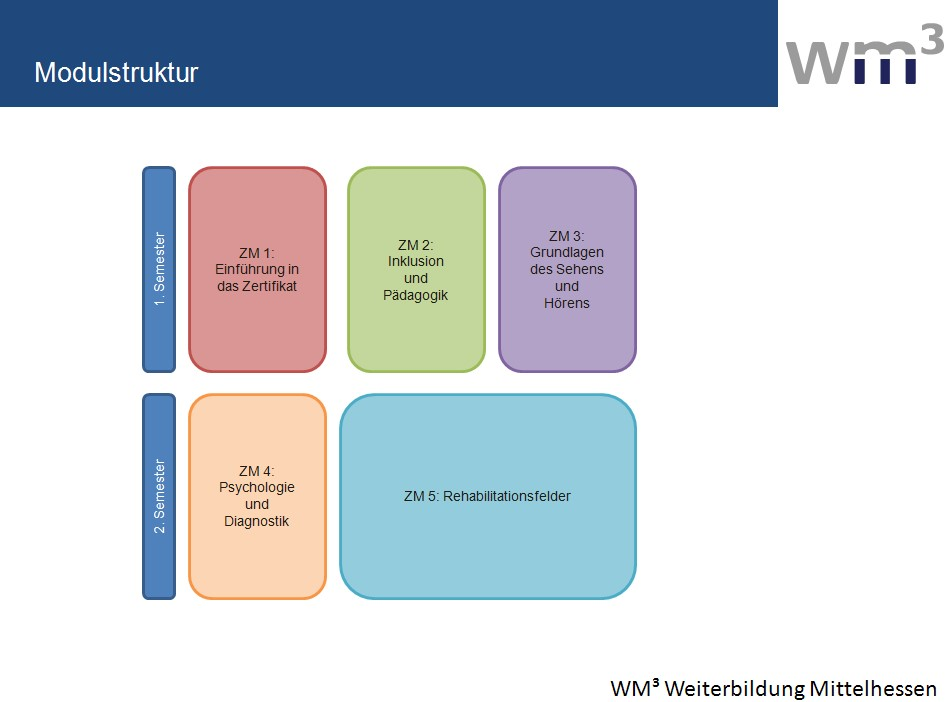 Modulstruktur
wm³
1. Semester
ZM 1:
Einführung in
das Zertifikat
ZM 2:
Inklusion
und
Pädagogik
ZM 3:
Grundlagen
des Sehens
und
Hörens
2. Semester
ZM 4:
Psychologie
und
Diagnostik
ZM 5: Rehabilitationsfelder
WM³ Weiterbildung Mittelhessen